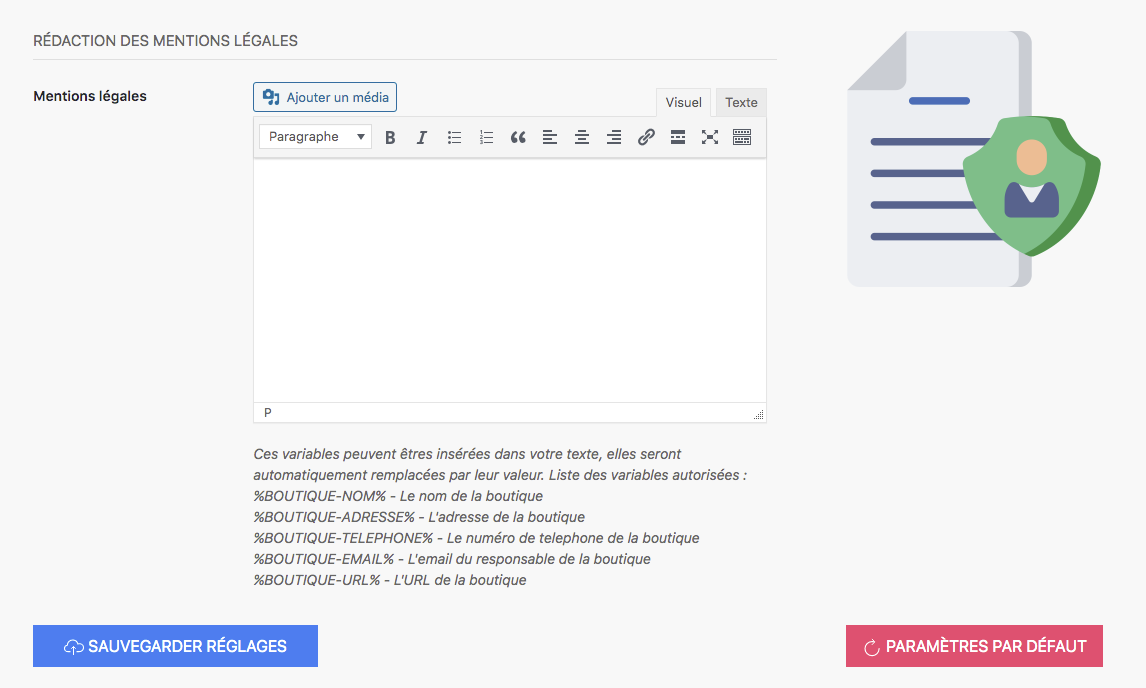 RÉDACTION DES MENTIONS LÉGALES
Mentions légales
Ajouter un média
Visuel
Texte
Paragraphe
B
I
P
Ces variables peuvent êtres insérées dans votre texte, elles seront
automatiquement remplacées par leur valeur. Liste des variables autorisées :
%BOUTIQUE-NOM% - Le nom de la boutique
%BOUTIQUE-ADRESSE% - L'adresse de la boutique
%BOUTIQUE-TELEPHONE% - Le numéro de telephone de la boutique
%BOUTIQUE-EMAIL% - L'email du responsable de la boutique
%BOUTIQUE-URL% - L'URL de la boutique
SAUVEGARDER RÉGLAGES
PARAMÈTRES PAR DÉFAUT